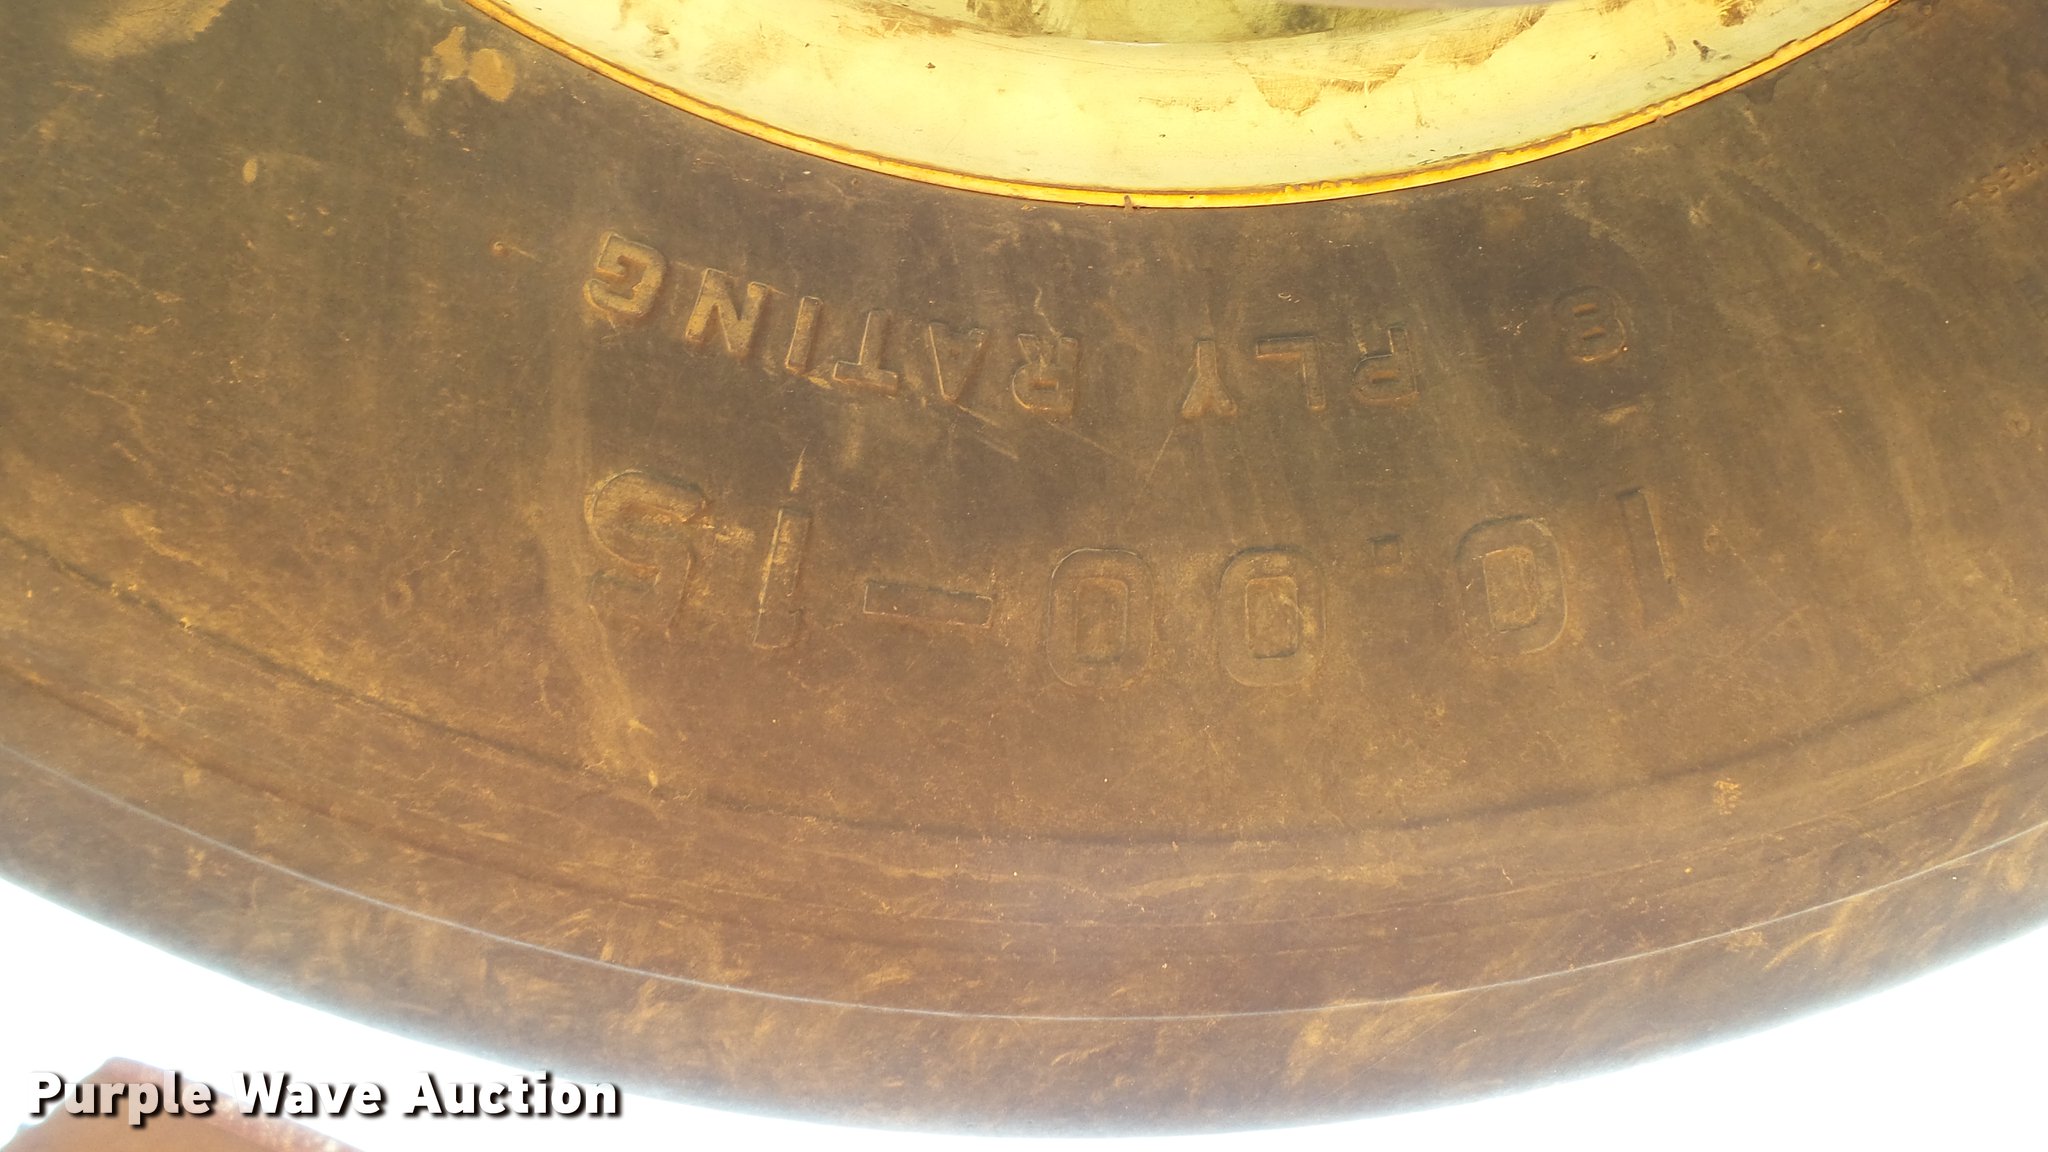 10.00-15
8 PLY RATING
Purple Wave Auction